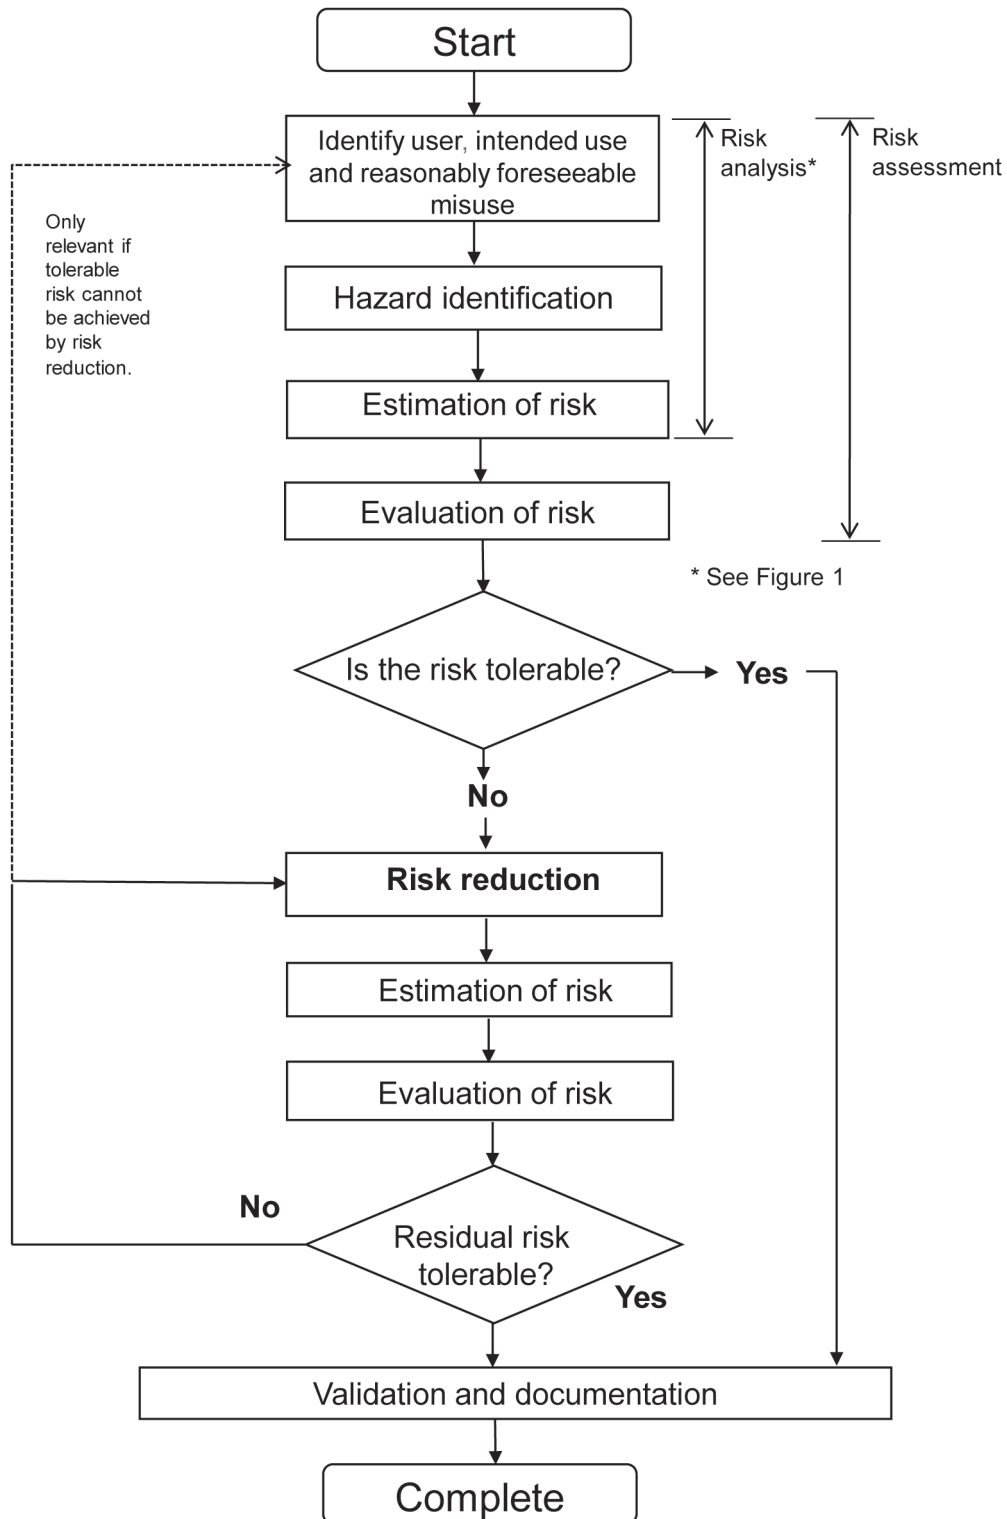 Start
Identify user, intended use
and reasonably foreseeable
misuse
Risk
analysis*
Risk
assessment
Only
relevant if
tolerable
risk cannot
be achieved
by risk
reduction.
Hazard identification
Estimation of risk
Evaluation of risk
* See Figure 1
Is the risk tolerable?
Yes
No
Risk reduction
Estimation of risk
Evaluation of risk
No
Residual risk
tolerable?
Yes
Validation and documentation
Complete